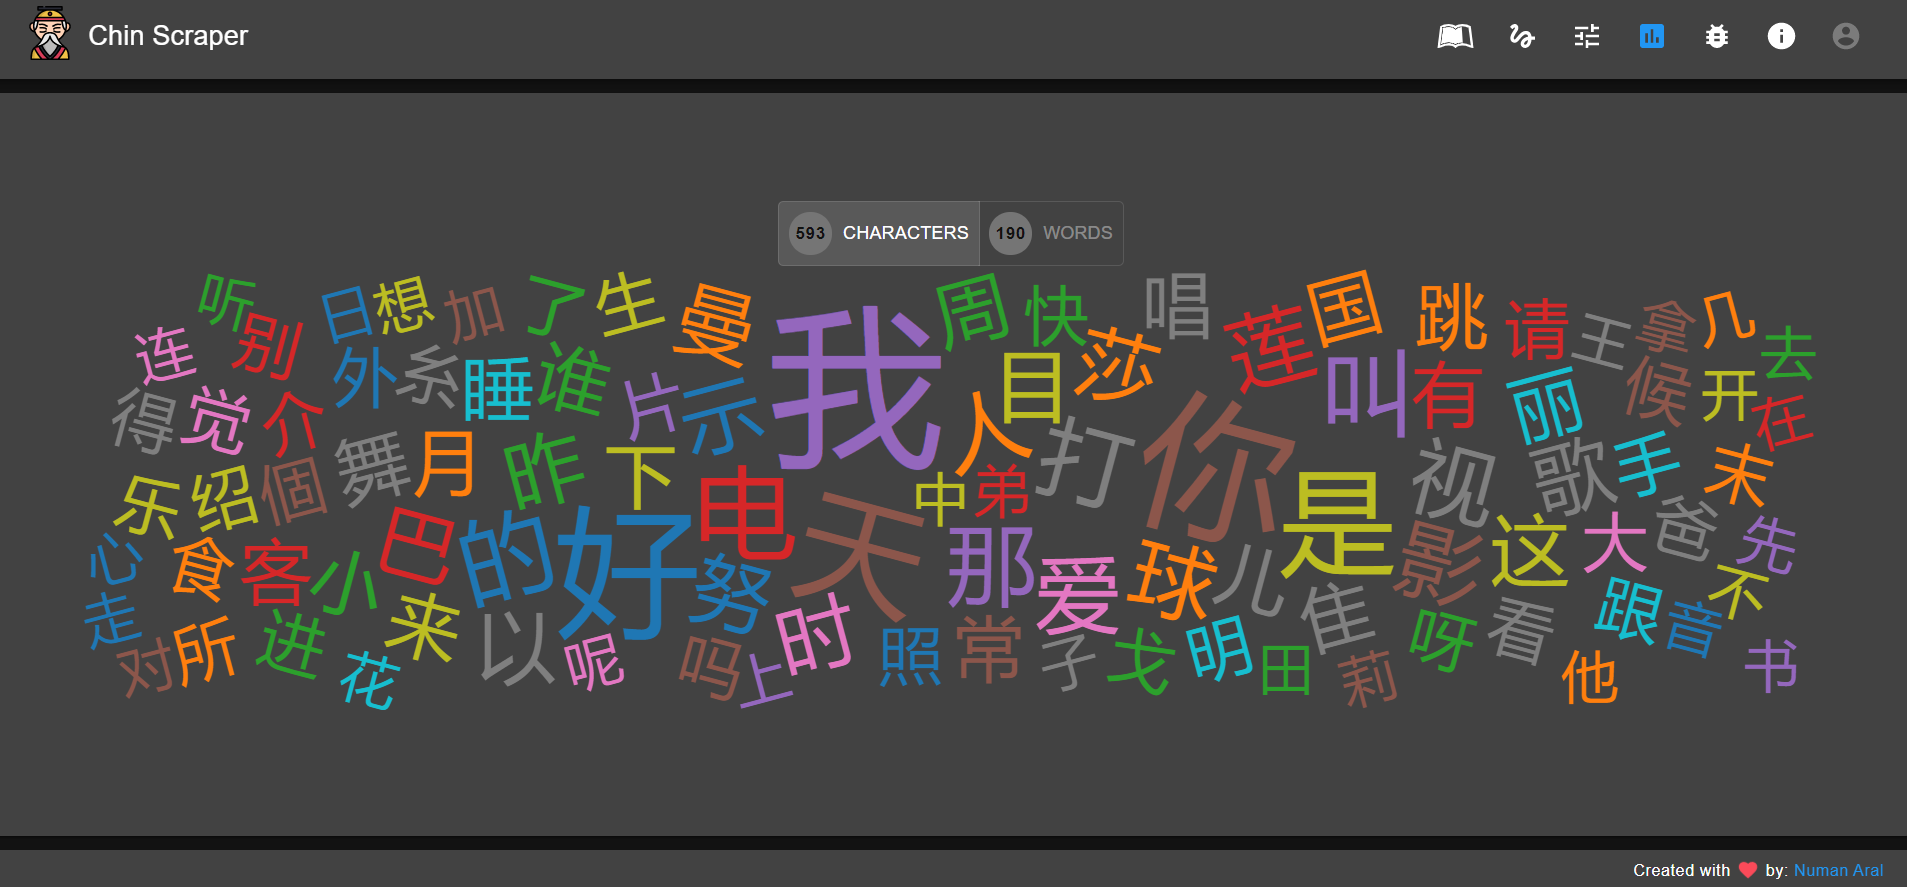 Chin Scraper
593 CHARACTERS 190 WORDS
听 日 想 加 了 生 曼 周 快 唱 莲 国 跳 请 王 拿 几 去
连 别 外 系 睡 谁 片 示 我 目 莎 叫 有 丽 候 开 在
得 觉 介 舞 月 昨 下 电 人 中 弟 打 你 视 歌 手 末
乐 绍 個 巴 的 好 天 那 是 影 这 大 爸 先
心 食 客 小 努 爱 球 儿 隹 跟 不
走 对 所 进 花 来 以 呢 吗 上 时 照 常 子 戈 明 田 莉 呀 看 他 音 书
Created with ❤ by: Numan Aral